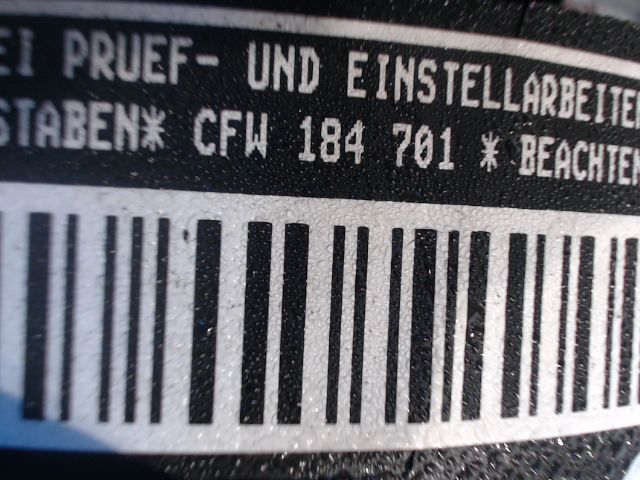 EI PRUEF- UND EINSTELLARBEITEN
STABEN* CFW 184 701 * BEACHTEN